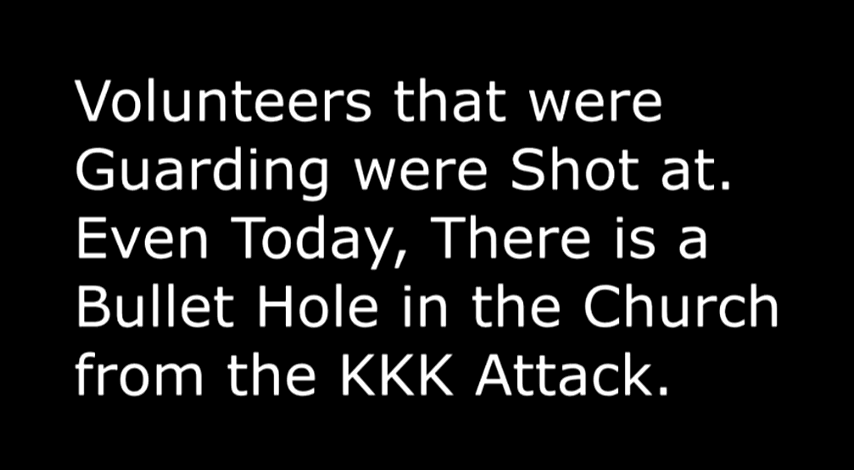 Volunteers that were
Guarding were Shot at.
Even Today, There is a
Bullet Hole in the Church
from the KKK Attack.